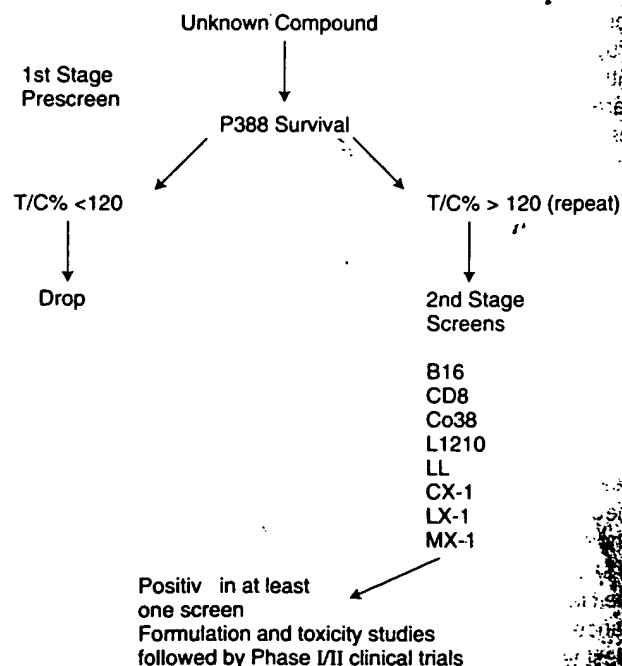 Unknown Compound
1st Stage
Prescreen
P388 Survival
T/C% <120
T/C% > 120 (repeat)
Drop
2nd Stage
Screens
B16
CD8
Co38
L1210
LL
CX-1
LX-1
MX-1
Positiv in at least
one screen
Formulation and toxicity studies
followed by Phase I/II clinical trials